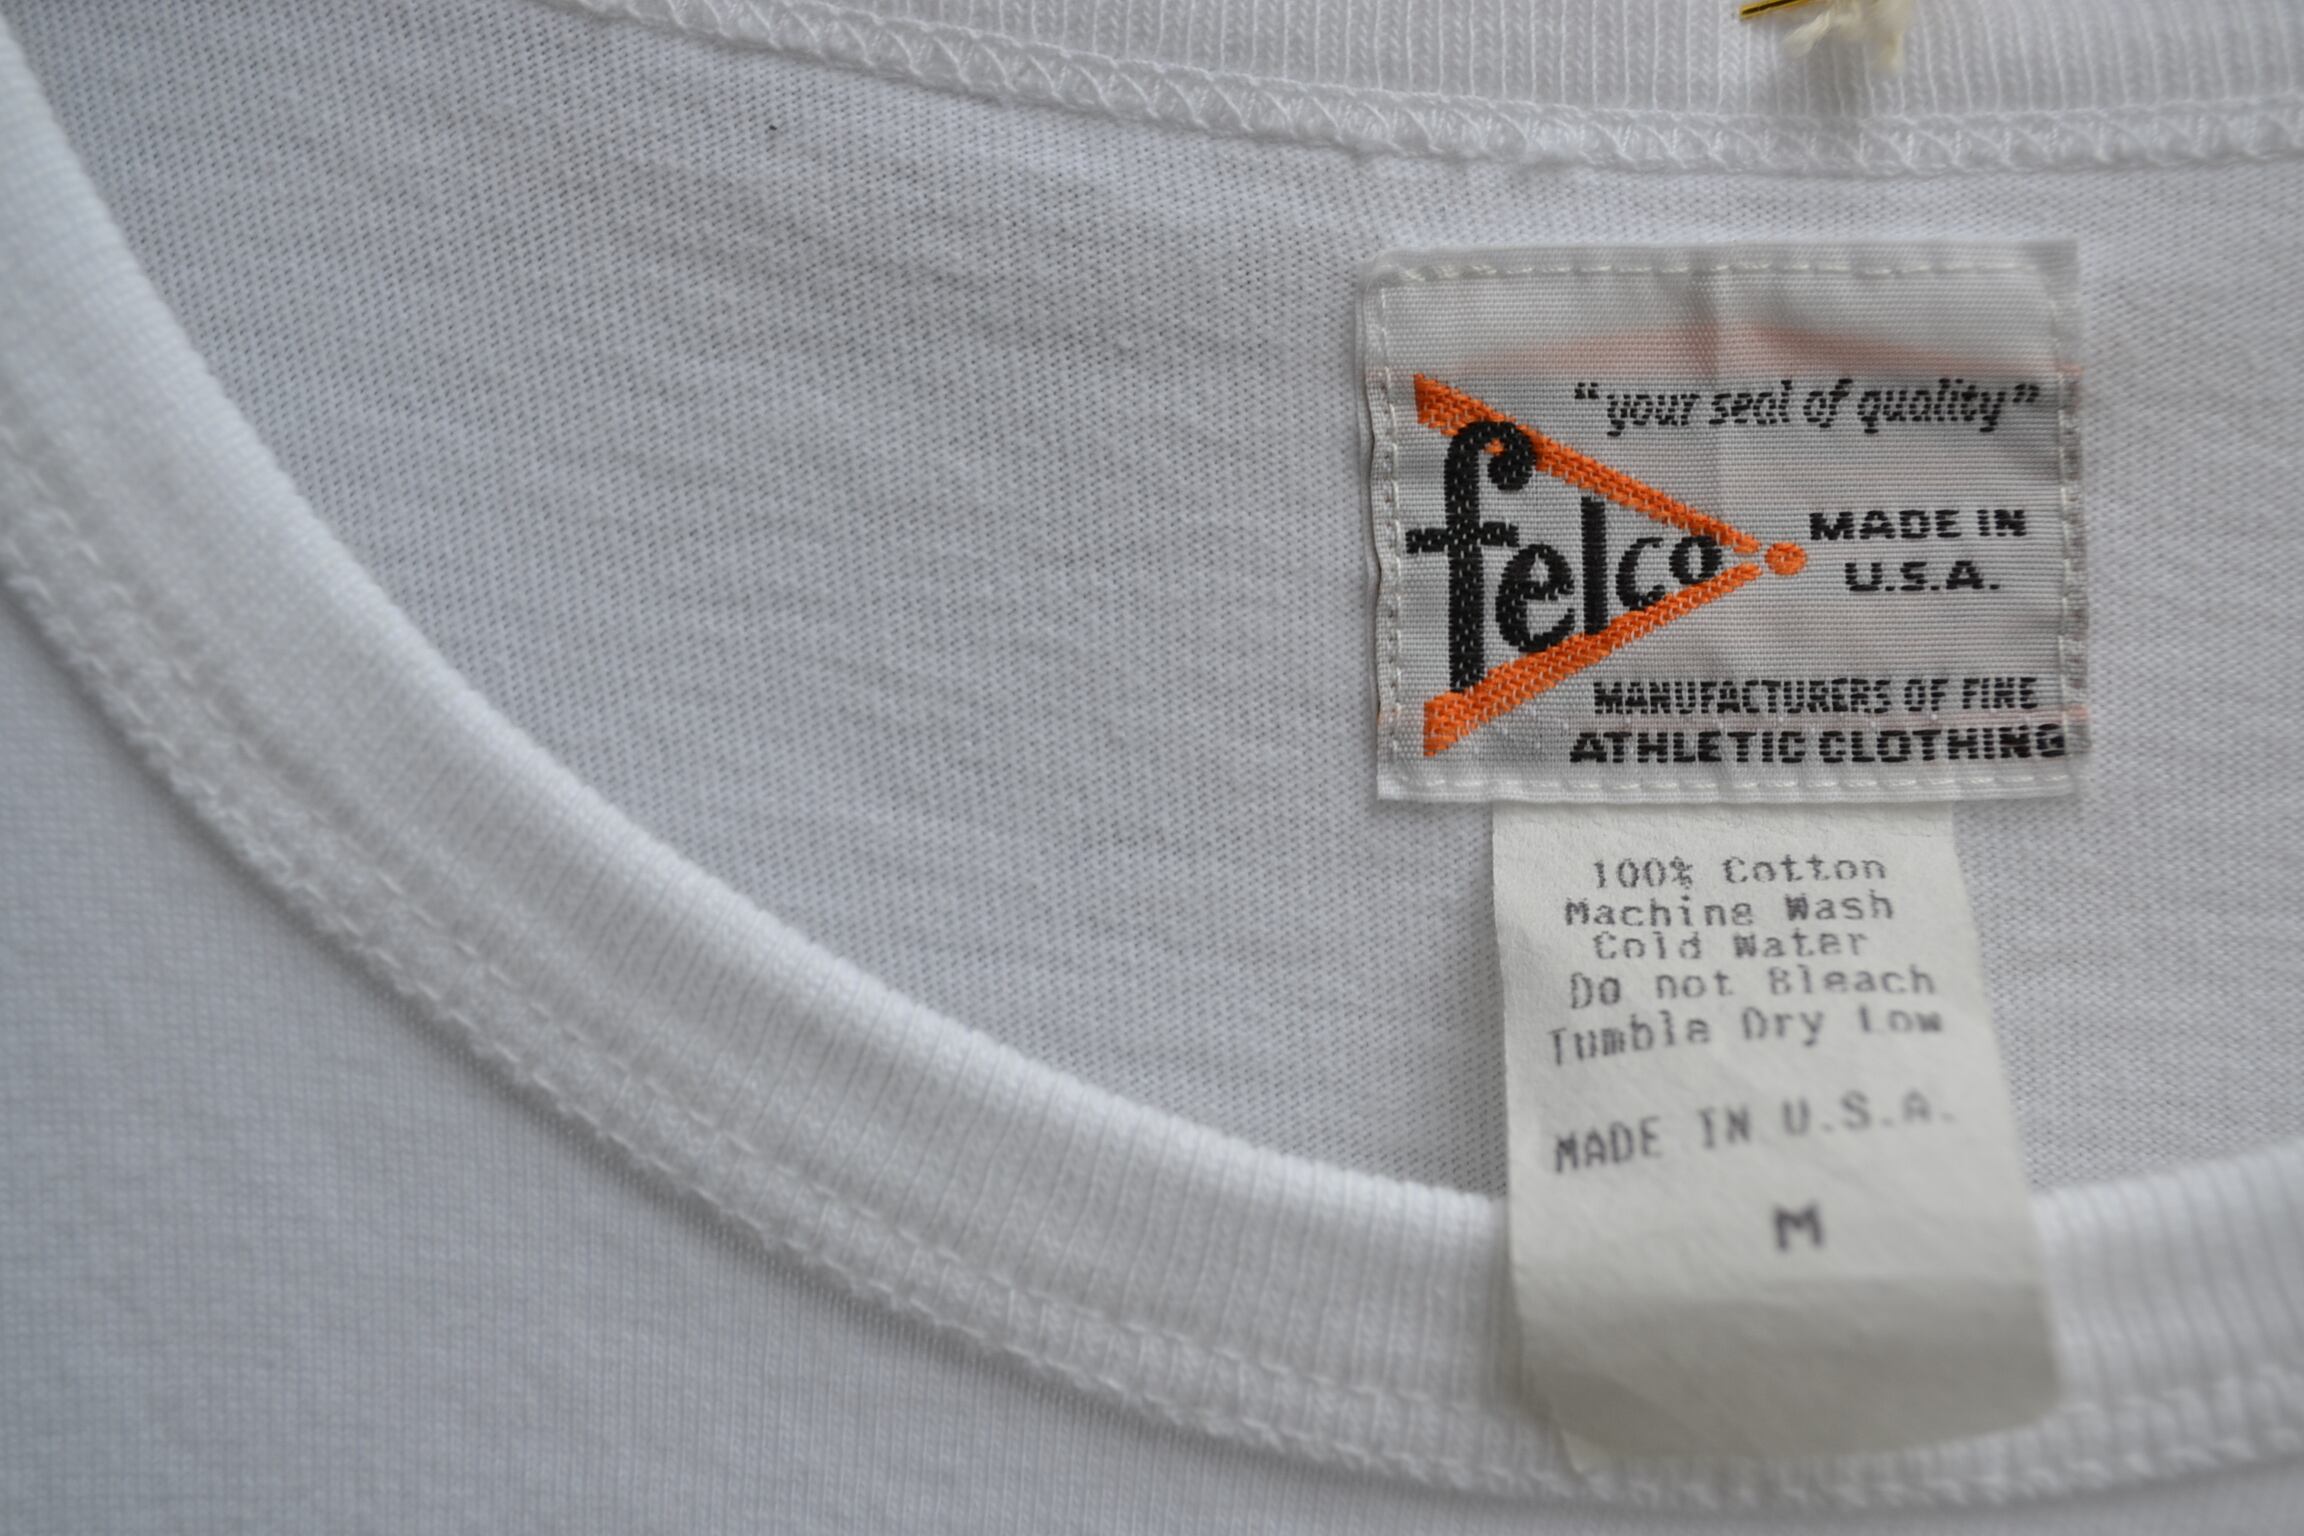 "your seal of quality"
felco
MADE IN
U.S.A.
MANUFACTURERS OF FINE
ATHLETIC CLOTHING
100% Cotton
Machine Wash
Cold Water
Do not Bleach
Tumble Dry Low
MADE IN U.S.A.
M